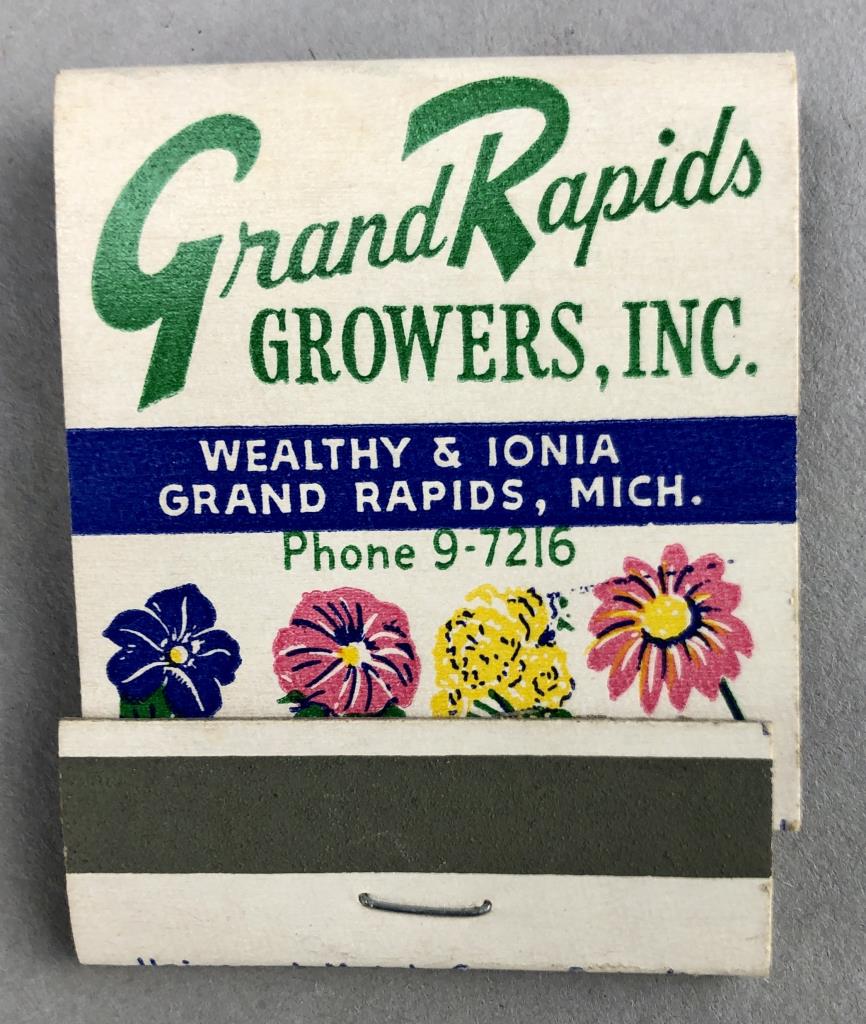 Grand Rapids
GROWERS, INC.
WEALTHY & IONIA
GRAND RAPIDS, MICH.
Phone 9-7216